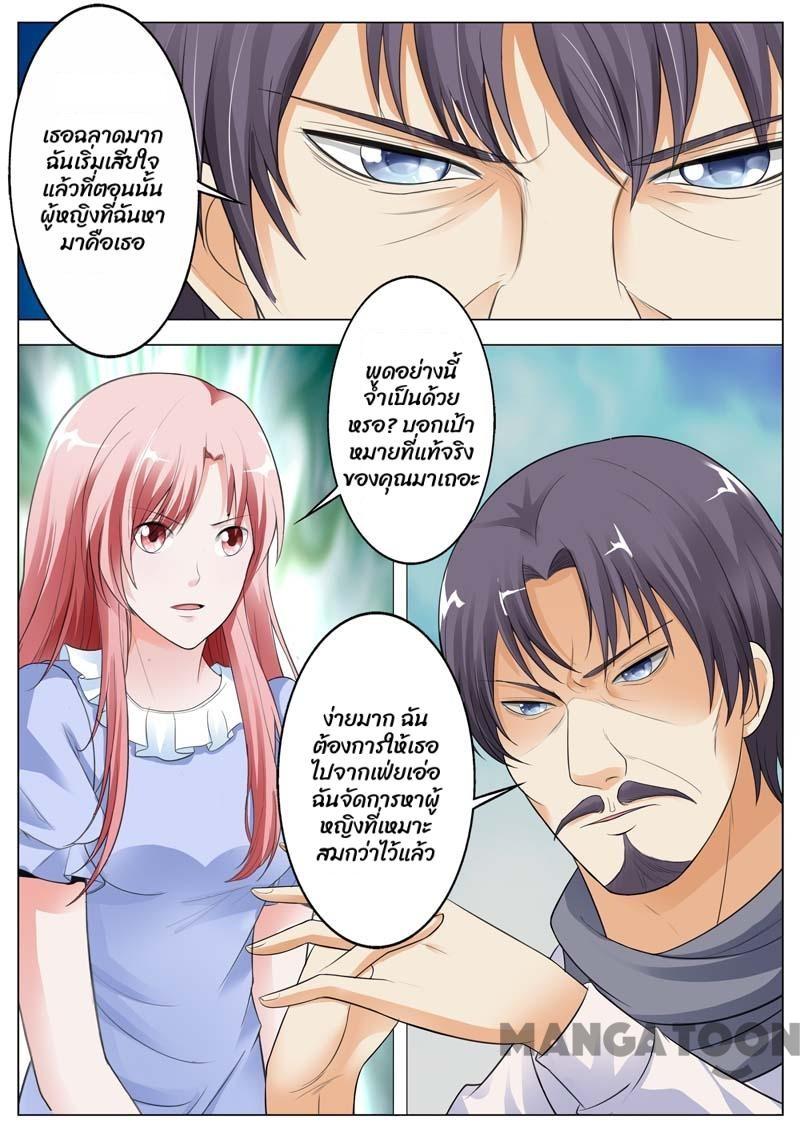 เธอฉลาดมาก
ฉันเริ่มเสียใจ
แล้วที่ตอนนั้น
ผู้หญิงที่ฉันหา
มาคือเธอ
พูดอย่างนี้
จำเป็นด้วย
หรอ? บอกเป้า
หมายที่แท้จริง
ของคุณมาเถอะ
ง่ายมาก ฉัน
ต้องการให้เธอ
ไปจากเฟ่ยเอ่อ
ฉันจัดการหาผู้
หญิงที่เหมาะ
สมกว่าไว้แล้ว
MANGATOON